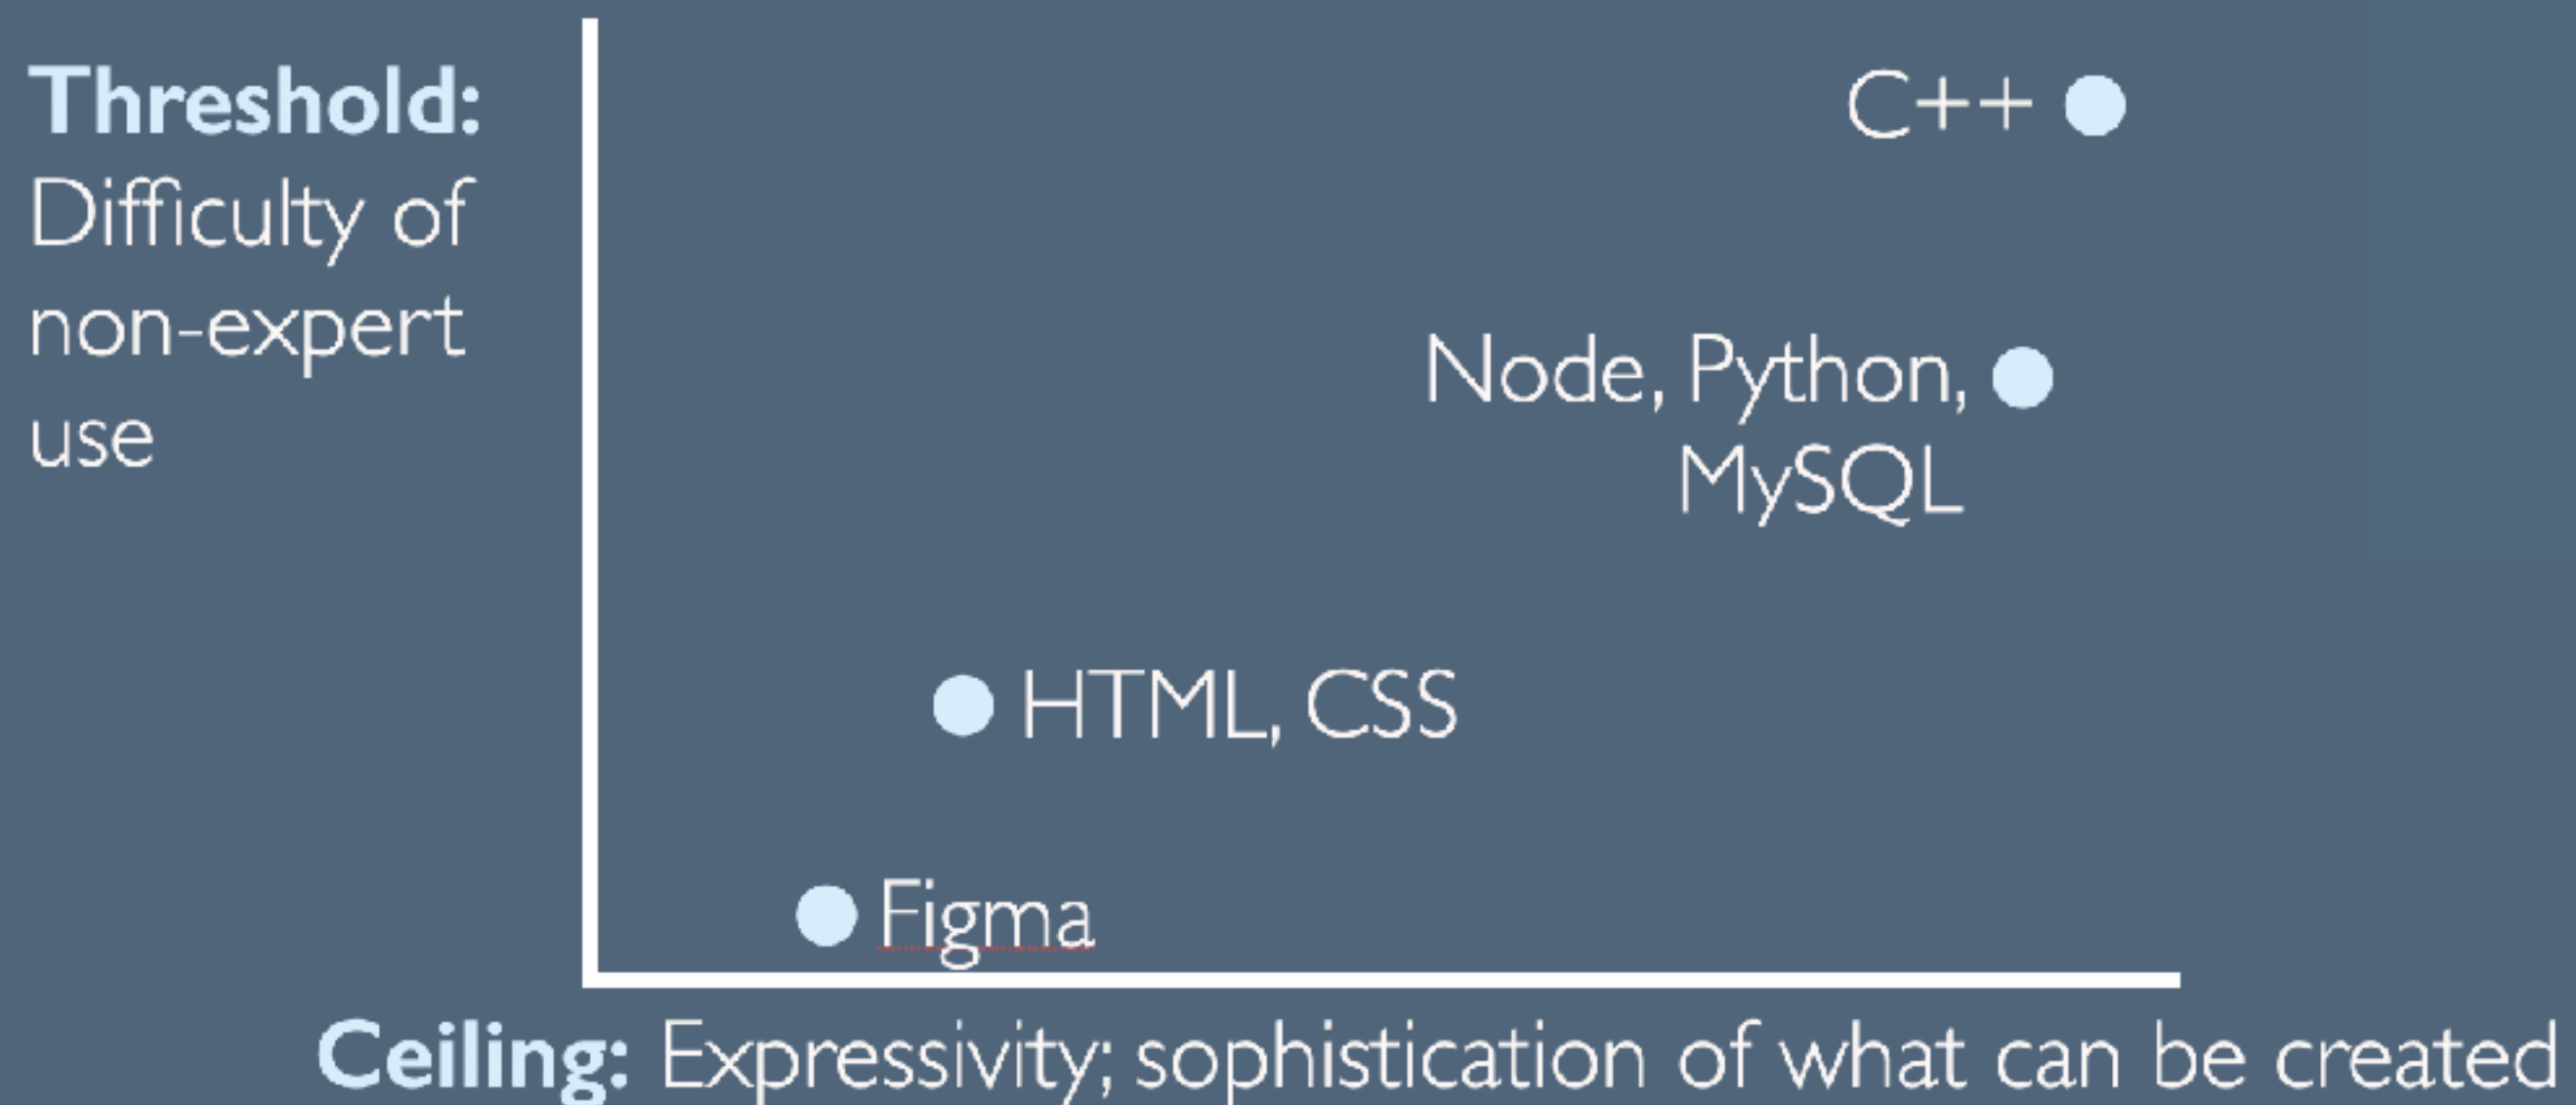 Threshold:
Difficulty of
non-expert
use
C++
Node, Python,
MySQL
HTML, CSS
Figma
Ceiling: Expressivity; sophistication of what can be created